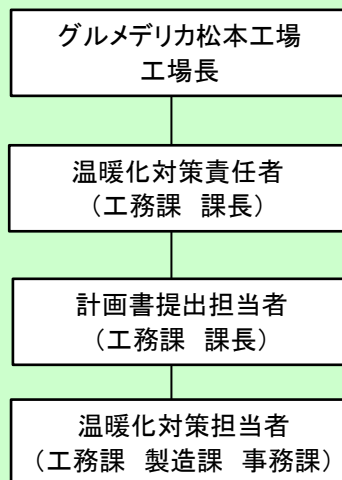 グルメデリカ松本工場
工場長
温暖化対策責任者
（工務課　課長）
計画書提出担当者
（工務課　課長）
温暖化対策担当者
（工務課　製造課　事務課）